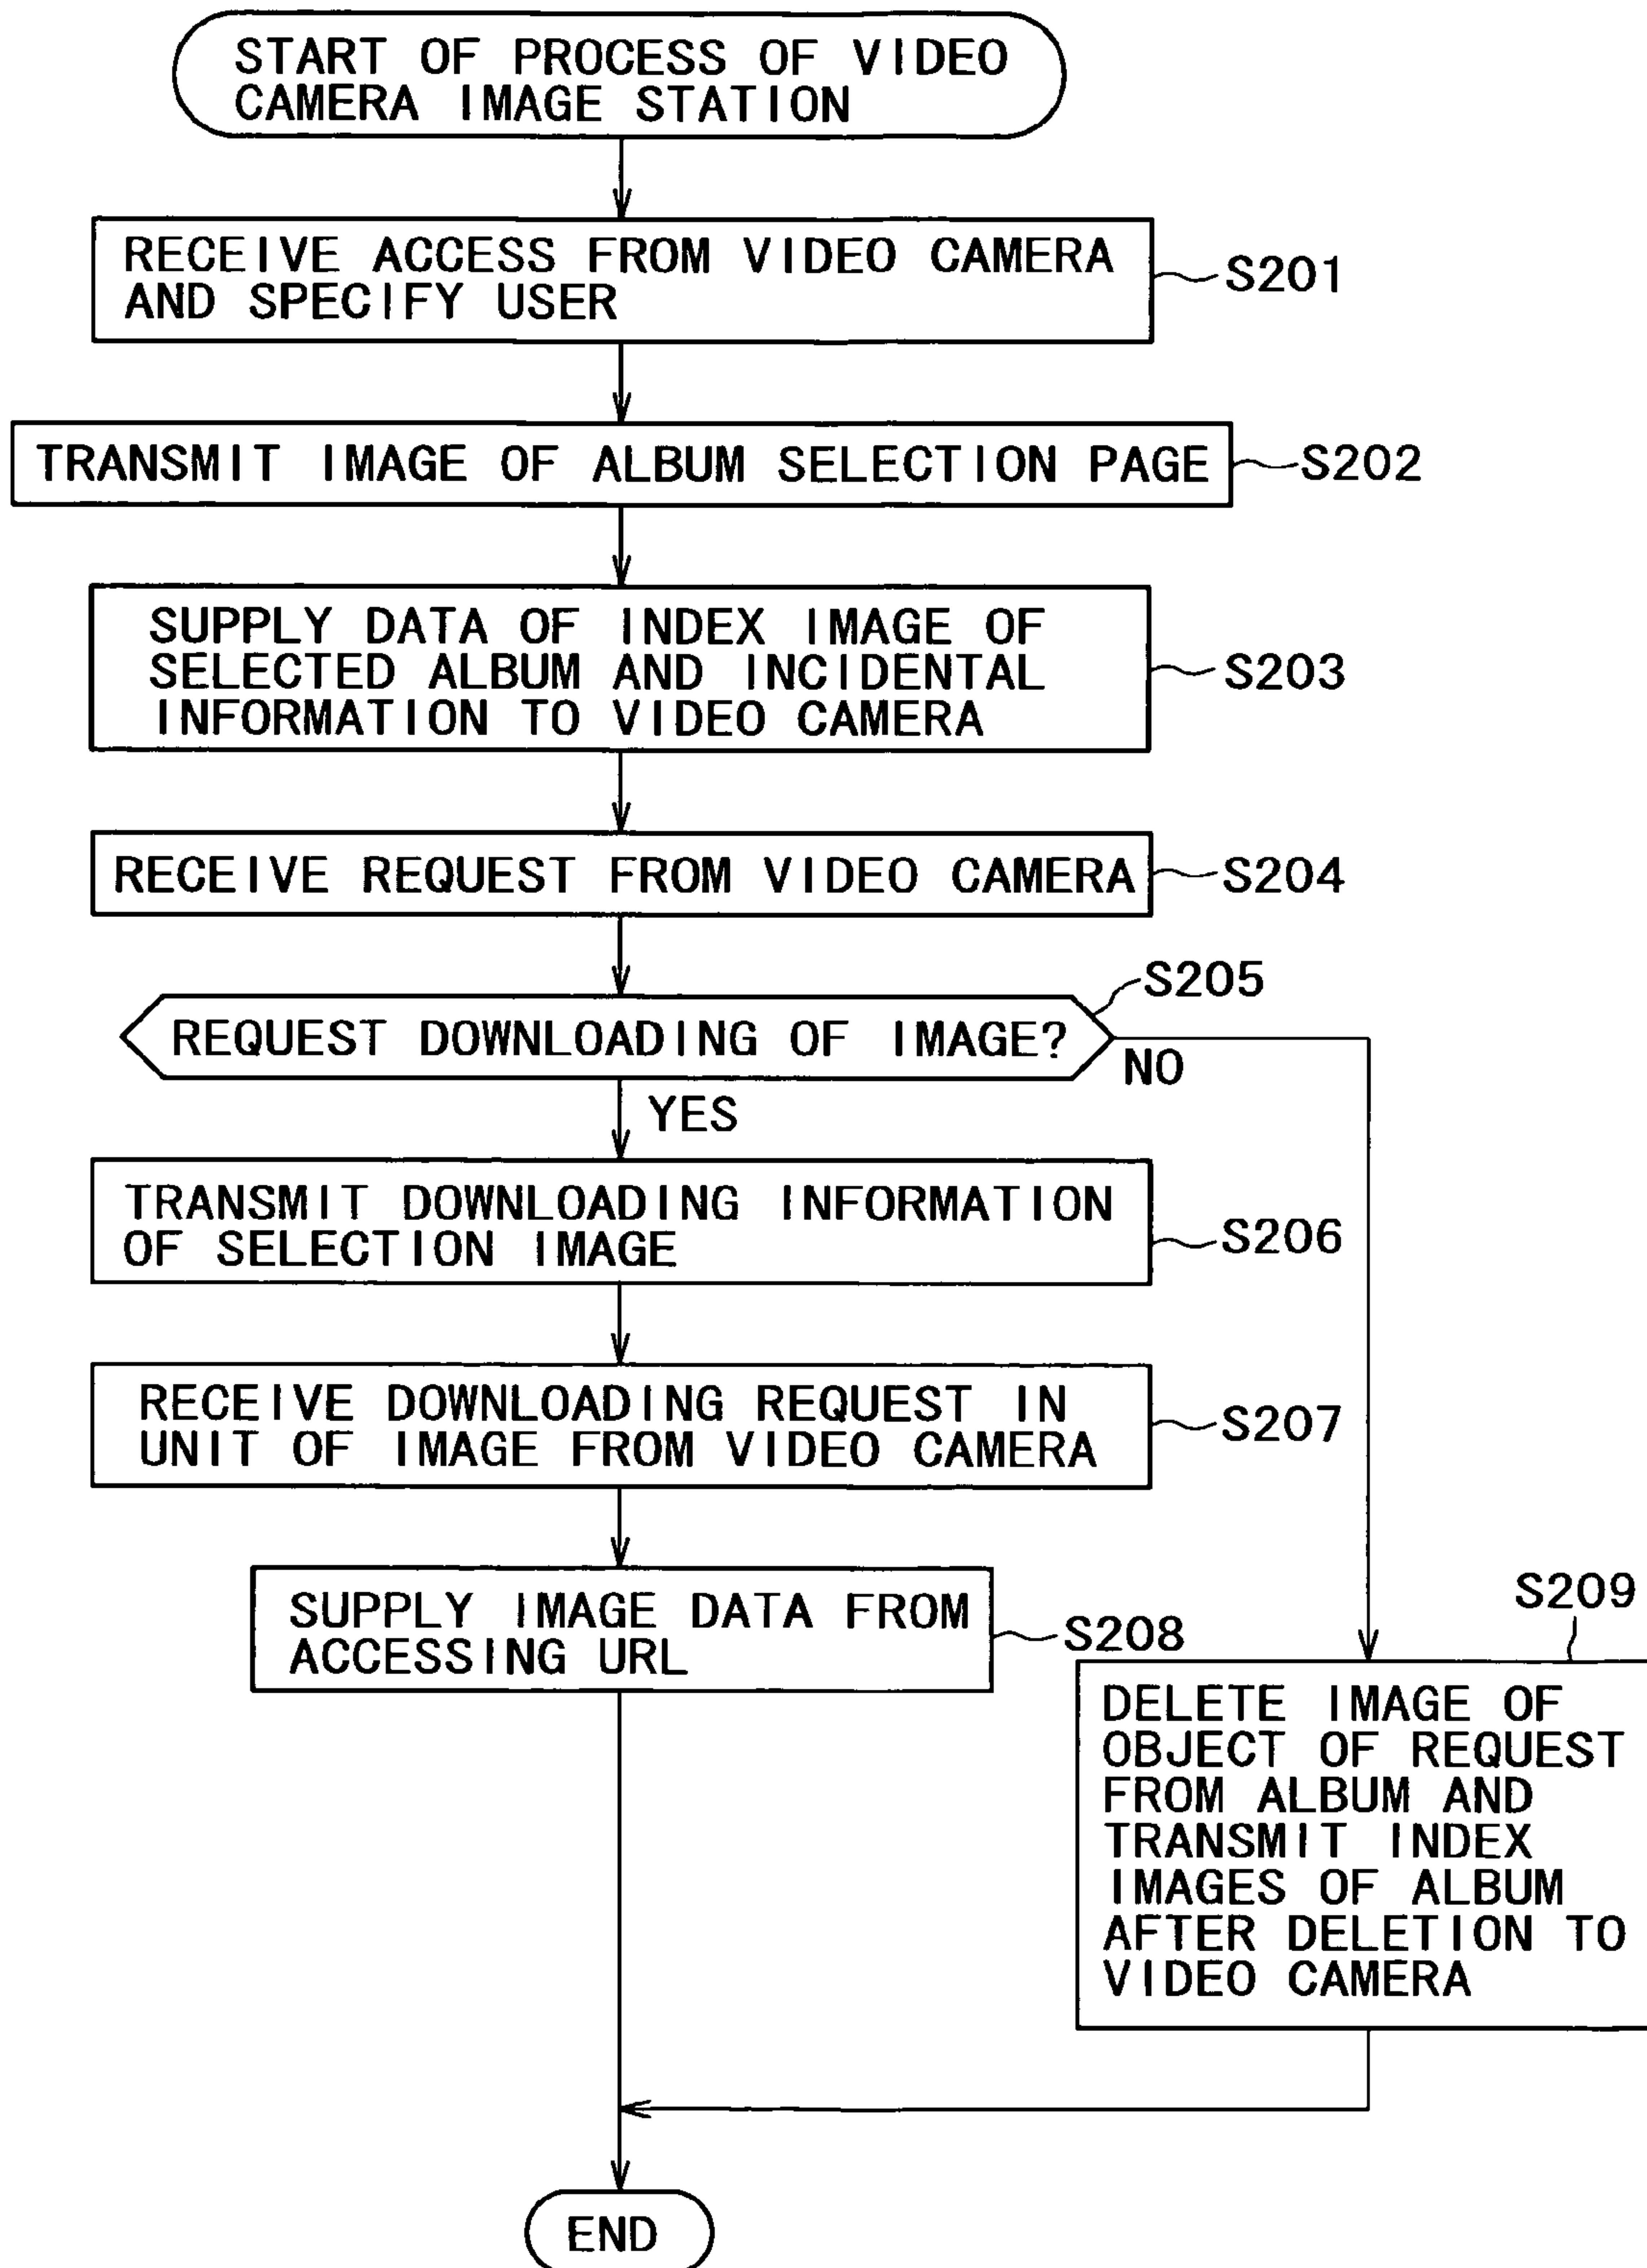 START OF PROCESS OF VIDEO
CAMERA IMAGE STATION
RECEIVE ACCESS FROM VIDEO CAMERA
AND SPECIFY USER
S201
TRANSMIT IMAGE OF ALBUM SELECTION PAGE
S202
SUPPLY DATA OF INDEX IMAGE OF
SELECTED ALBUM AND INCIDENTAL
INFORMATION TO VIDEO CAMERA
S203
RECEIVE REQUEST FROM VIDEO CAMERA
S204
S205
REQUEST DOWNLOADING OF IMAGE?
NO
YES
TRANSMIT DOWNLOADING INFORMATION
OF SELECTION IMAGE
S206
RECEIVE DOWNLOADING REQUEST IN
UNIT OF IMAGE FROM VIDEO CAMERA
S207
SUPPLY IMAGE DATA FROM
ACCESSING URL
S208
S209
DELETE IMAGE OF
OBJECT OF REQUEST
FROM ALBUM AND
TRANSMIT INDEX
IMAGES OF ALBUM
AFTER DELETION TO
VIDEO CAMERA
END